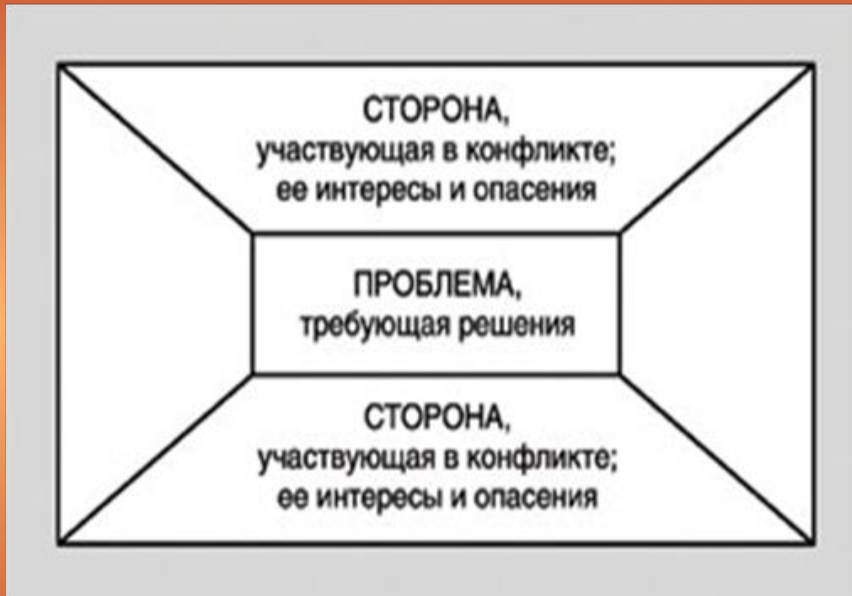 СТОРОНА,
участвующая в конфликте;
ее интересы и опасения
ПРОБЛЕМА,
требующая решения
СТОРОНА,
участвующая в конфликте;
ее интересы и опасения